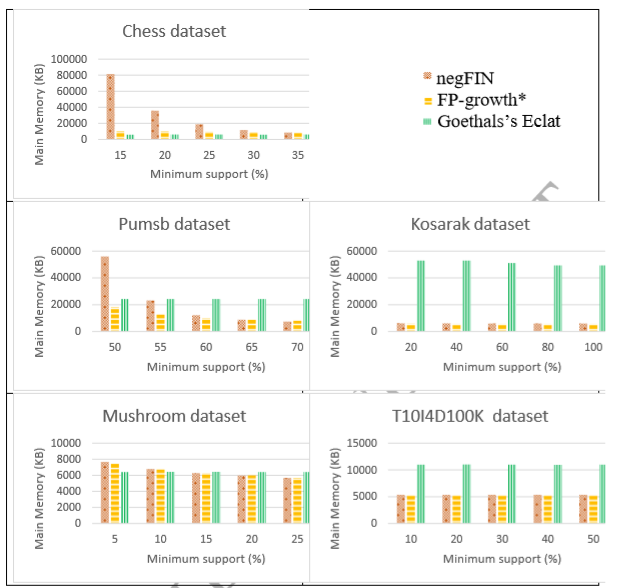 Chess dataset
Main Memory (KB)
100000
80000
60000
40000
20000
0
15 20 25 30 35
Minimum support (%)
negFIN
FP-growth*
Goethals's Eclat
Pumsb dataset
Main Memory (KB)
60000
40000
20000
0
50 55 60 65 70
Minimum support (%)
Kosarak dataset
Main Memory (KB)
60000
40000
20000
0
20 40 60 80 100
Minimum support (%)
Mushroom dataset
Main Memory (KB)
10000
8000
6000
4000
2000
0
5 10 15 20 25
Minimum support (%)
T10I4D100K dataset
Main Memory (KB)
15000
10000
5000
0
10 20 30 40 50
Minimum support (%)